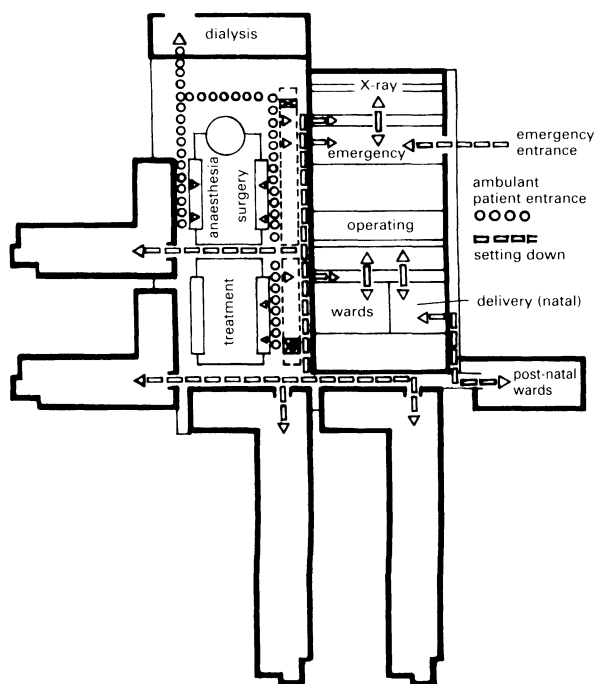 dialysis
X-ray
emergency
emergency
entrance
ambulant
patient entrance
setting down
anaesthesia
surgery
operating
treatment
wards
delivery (natal)
post-natal
wards